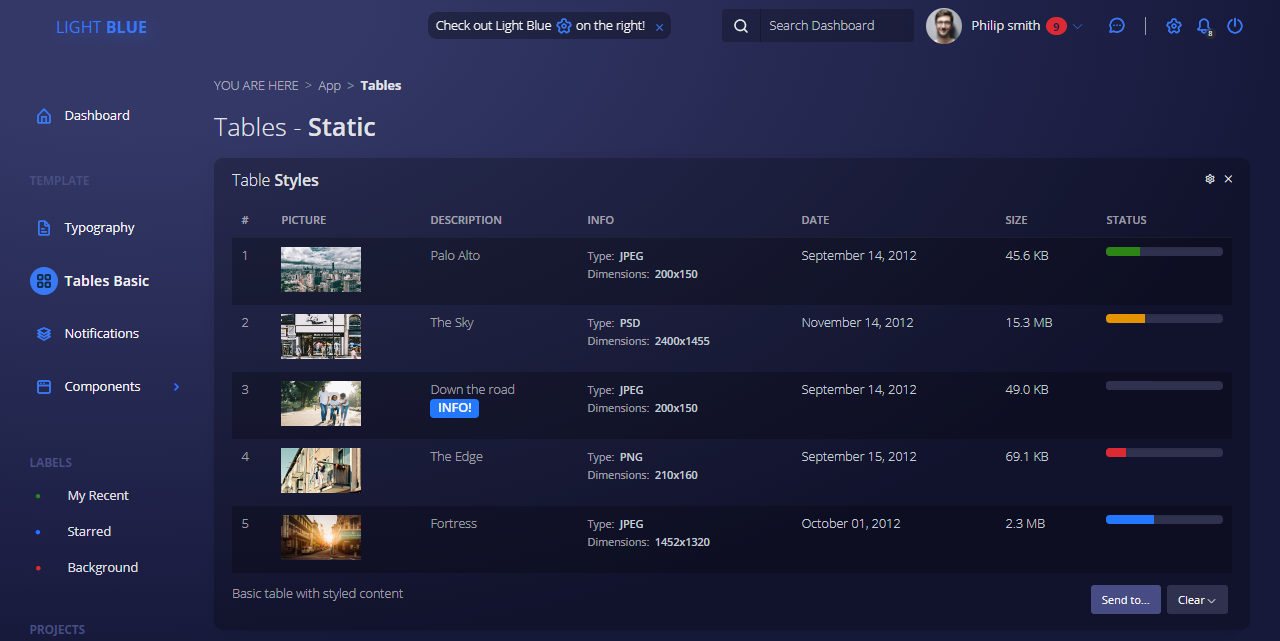 LIGHT BLUE
Check out Light Blue on the right!
Search Dashboard
Philip smith 9
8
YOU ARE HERE > App > Tables
Tables - Static
Dashboard
TEMPLATE
Typography
Tables Basic
Notifications
Components
LABELS
My Recent
Starred
Background
PROJECTS
Table Styles
# PICTURE DESCRIPTION INFO DATE SIZE STATUS
1 Palo Alto Type: JPEG September 14, 2012 45.6 KB
Dimensions: 200x150
2 The Sky Type: PSD November 14, 2012 15.3 MB
Dimensions: 2400x1455
3 Down the road Type: JPEG September 14, 2012 49.0 KB
INFO! Dimensions: 200x150
4 The Edge Type: PNG September 15, 2012 69.1 KB
Dimensions: 210x160
5 Fortress Type: JPEG October 01, 2012 2.3 MB
Dimensions: 1452x1320
Basic table with styled content
Send to... Clear